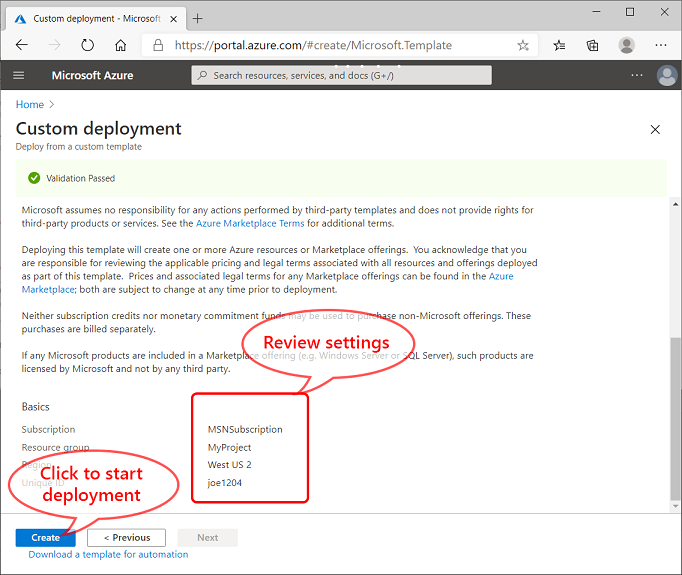 Custom deployment - Microsoft
https://portal.azure.com/#create/Microsoft.Template
Microsoft Azure
Search resources, services, and docs (G+/)
Home
Custom deployment
Deploy from a custom template
Validation Passed
Microsoft assumes no responsibility for any actions performed by third-party templates and does not provide rights for
third-party products or services. See the Azure Marketplace Terms for additional terms.
Deploying this template will create one or more Azure resources or Marketplace offerings. You acknowledge that you
are responsible for reviewing the applicable pricing and legal terms associated with all resources and offerings deployed
as part of this template. Prices and associated legal terms for any Marketplace offerings can be found in the Azure
Marketplace; both are subject to change at any time prior to deployment.
Neither subscription credits nor monetary commitment funds may be used to purchase non-Microsoft offerings. These
purchases are billed separately.
Review settings
If any Microsoft products are included in a Marketplace offering (e.g. Windows Server or SQL Server), such products are
licensed by Microsoft and not by any third party.
Basics
Subscription MSNSubscription
Resource group MyProject
Region West US 2
Unique ID joe1204
Click to start
deployment
Create < Previous Next
Download a template for automation